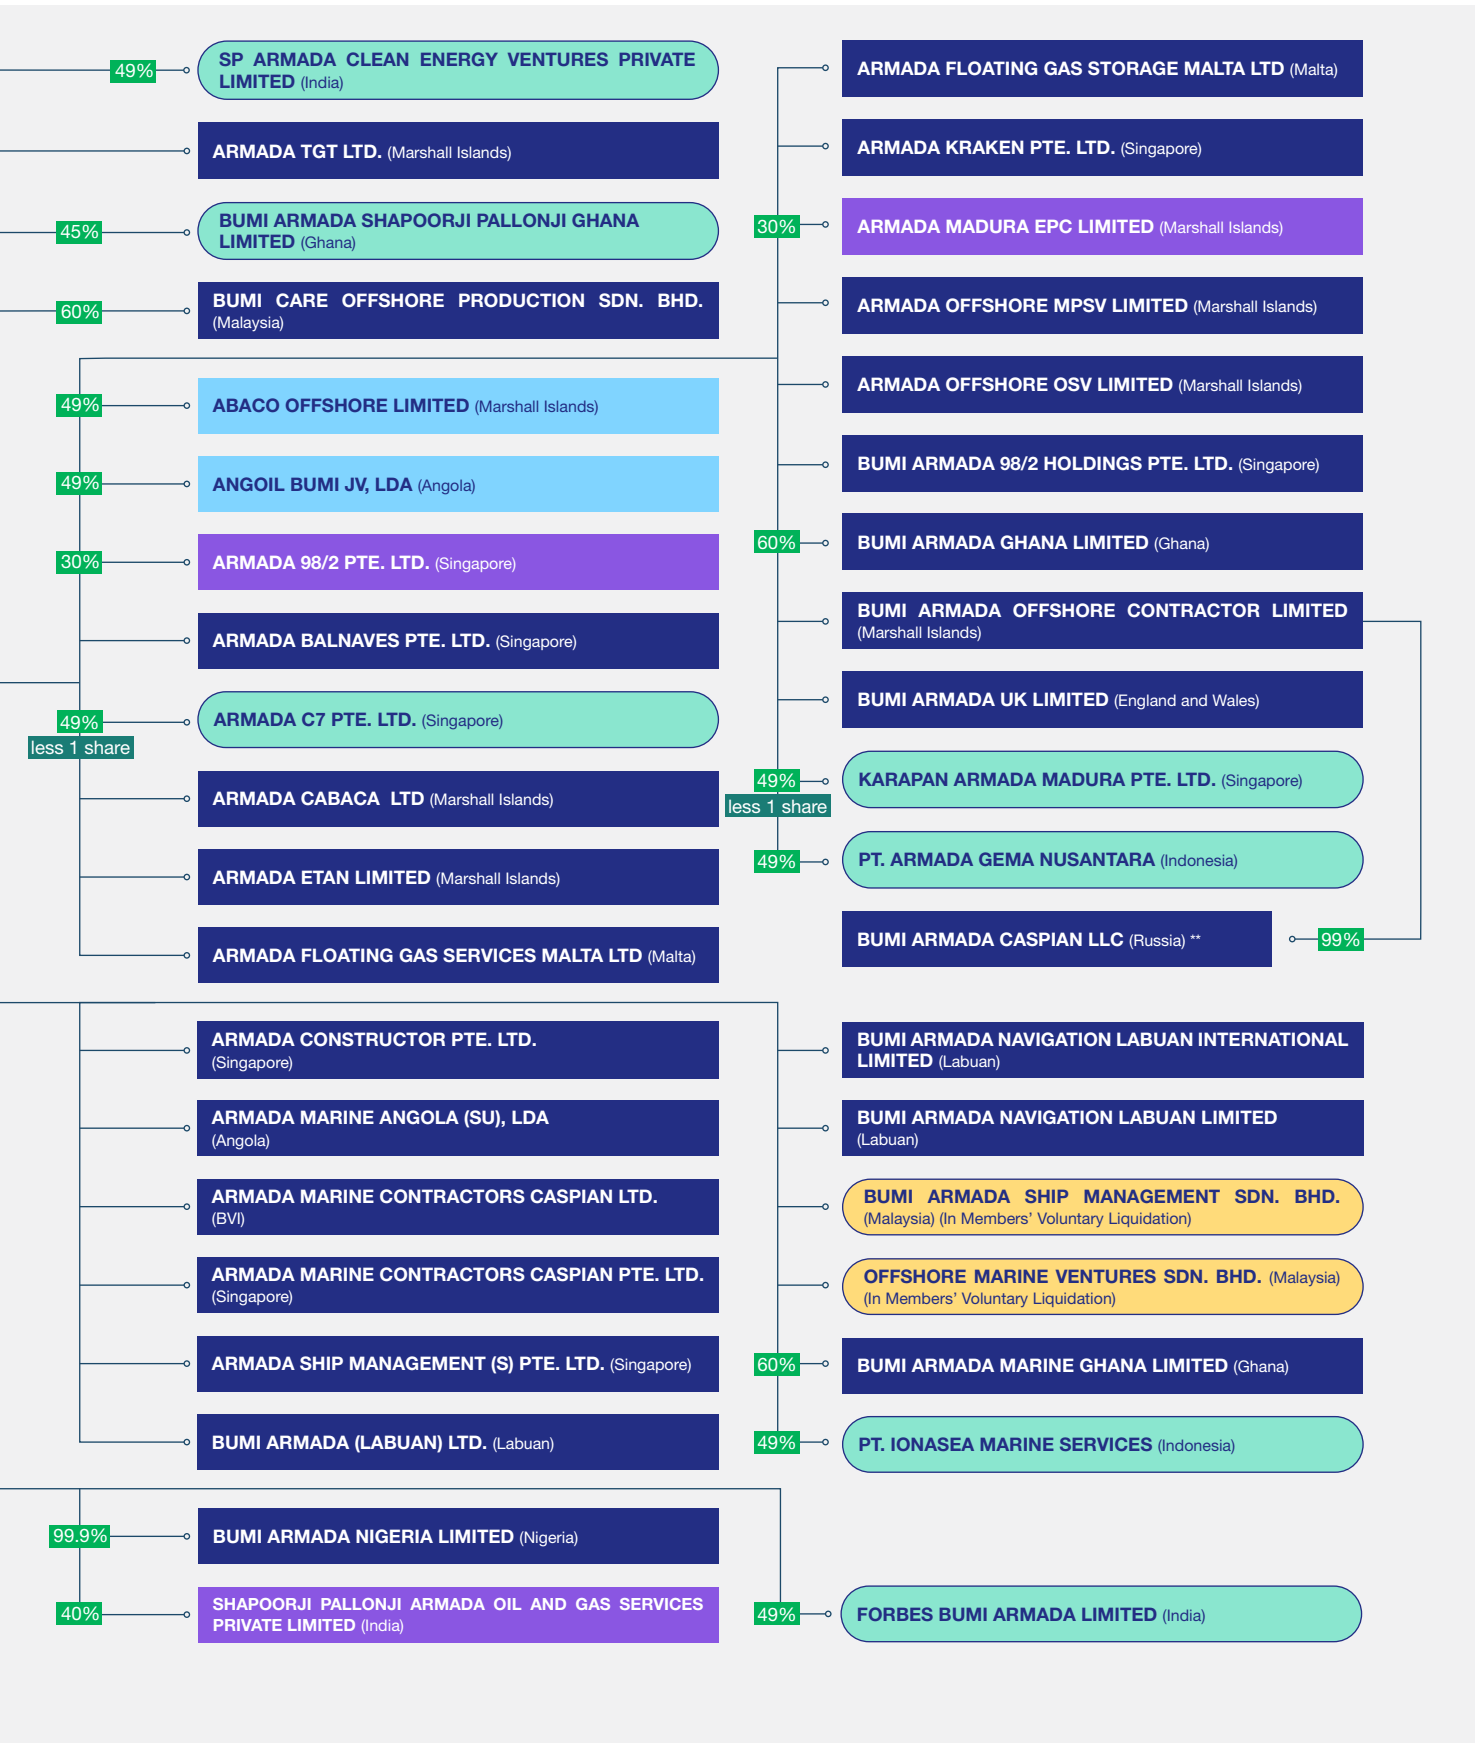 49%
SP ARMADA CLEAN ENERGY VENTURES PRIVATE
LIMITED (India)
ARMADA TGT LTD. (Marshall Islands)
45%
BUMI ARMADA SHAPOORJI PALLONJI GHANA
LIMITED (Ghana)
60%
BUMI CARE OFFSHORE PRODUCTION SDN. BHD.
(Malaysia)
49%
ABACO OFFSHORE LIMITED (Marshall Islands)
49%
ANGOIL BUMI JV, LDA (Angola)
30%
ARMADA 98/2 PTE. LTD. (Singapore)
ARMADA BALNAVES PTE. LTD. (Singapore)
49%
less 1 share
ARMADA C7 PTE. LTD. (Singapore)
ARMADA CABACA LTD (Marshall Islands)
ARMADA ETAN LIMITED (Marshall Islands)
ARMADA FLOATING GAS SERVICES MALTA LTD (Malta)
ARMADA FLOATING GAS STORAGE MALTA LTD (Malta)
ARMADA KRAKEN PTE. LTD. (Singapore)
30%
ARMADA MADURA EPC LIMITED (Marshall Islands)
ARMADA OFFSHORE MPSV LIMITED (Marshall Islands)
ARMADA OFFSHORE OSV LIMITED (Marshall Islands)
BUMI ARMADA 98/2 HOLDINGS PTE. LTD. (Singapore)
60%
BUMI ARMADA GHANA LIMITED (Ghana)
BUMI ARMADA OFFSHORE CONTRACTOR LIMITED
(Marshall Islands)
BUMI ARMADA UK LIMITED (England and Wales)
49%
less 1 share
KARAPAN ARMADA MADURA PTE. LTD. (Singapore)
49%
PT. ARMADA GEMA NUSANTARA (Indonesia)
BUMI ARMADA CASPIAN LLC (Russia) **
99%
ARMADA CONSTRUCTOR PTE. LTD.
(Singapore)
ARMADA MARINE ANGOLA (SU), LDA
(Angola)
ARMADA MARINE CONTRACTORS CASPIAN LTD.
(BVI)
ARMADA MARINE CONTRACTORS CASPIAN PTE. LTD.
(Singapore)
ARMADA SHIP MANAGEMENT (S) PTE. LTD. (Singapore)
BUMI ARMADA (LABUAN) LTD. (Labuan)
BUMI ARMADA NAVIGATION LABUAN INTERNATIONAL
LIMITED (Labuan)
BUMI ARMADA NAVIGATION LABUAN LIMITED
(Labuan)
BUMI ARMADA SHIP MANAGEMENT SDN. BHD.
(Malaysia) (In Members’ Voluntary Liquidation)
OFFSHORE MARINE VENTURES SDN. BHD. (Malaysia)
(In Members’ Voluntary Liquidation)
60%
BUMI ARMADA MARINE GHANA LIMITED (Ghana)
49%
PT. IONASEA MARINE SERVICES (Indonesia)
99.9%
BUMI ARMADA NIGERIA LIMITED (Nigeria)
40%
SHAPOORJI PALLONJI ARMADA OIL AND GAS SERVICES
PRIVATE LIMITED (India)
49%
FORBES BUMI ARMADA LIMITED (India)